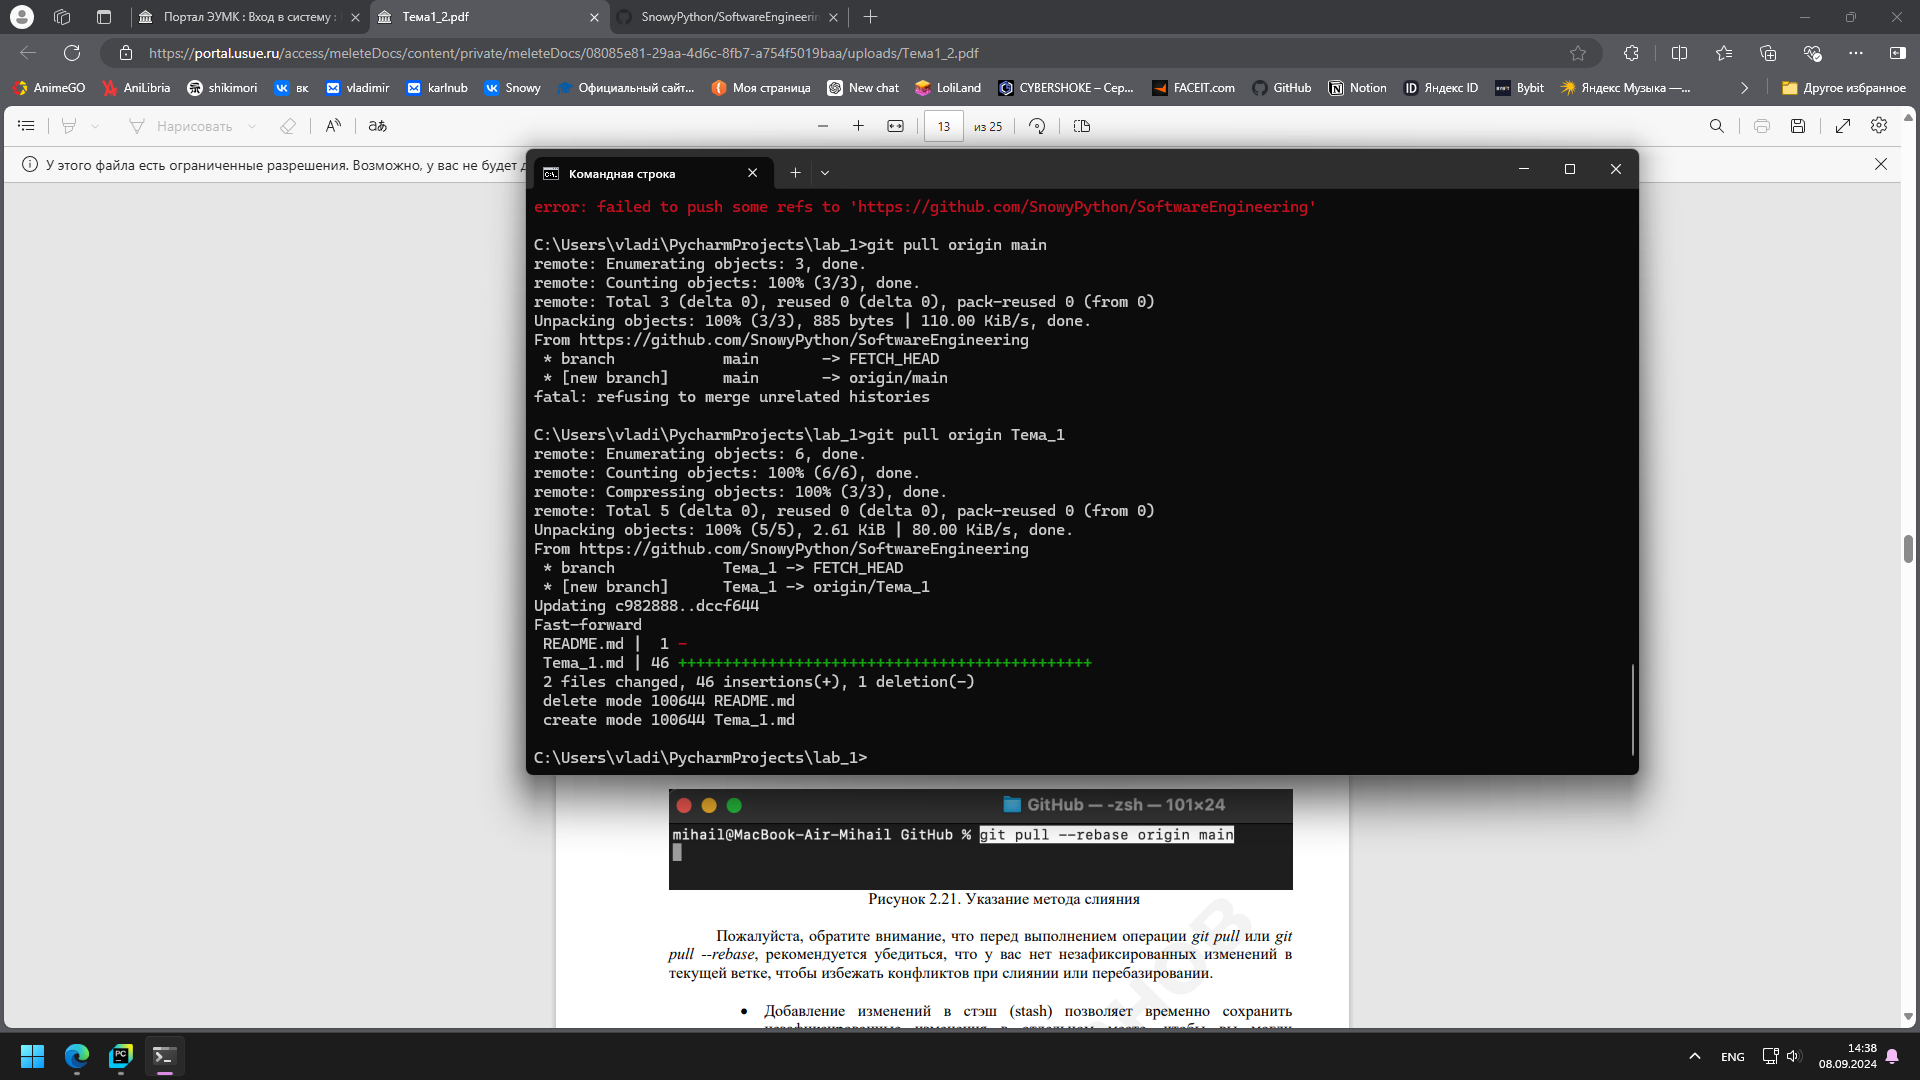 Портал ЭУМК : Вход в систему :
Тема1_2.pdf
SnowyPython/SoftwareEngineerin
https://portal.usue.ru/access/meleteDocs/content/private/meleteDocs/08085e81-29aa-4d6c-8fb7-a754f5019baa/uploads/Тема1_2.pdf
AnimeGO
AniLibria
shikimori
вк
vladimir
karlnub
Snowy
Официальный сайт...
Моя страница
New chat
LoliLand
CYBERSHOKE – Сер...
FACEIT.com
GitHub
Notion
Яндекс ID
Bybit
Яндекс Музыка —...
Другое избранное
Нарисовать
аあ
13
из 25
У этого файла есть ограниченные разрешения. Возможно, у вас не будет д
Командная строка
error: failed to push some refs to 'https://github.com/SnowyPython/SoftwareEngineering'
C:\Users\vladi\PycharmProjects\lab_1>git pull origin main
remote: Enumerating objects: 3, done.
remote: Counting objects: 100% (3/3), done.
remote: Total 3 (delta 0), reused 0 (delta 0), pack-reused 0 (from 0)
Unpacking objects: 100% (3/3), 885 bytes | 110.00 KiB/s, done.
From https://github.com/SnowyPython/SoftwareEngineering
* branch main -> FETCH_HEAD
* [new branch] main -> origin/main
fatal: refusing to merge unrelated histories
C:\Users\vladi\PycharmProjects\lab_1>git pull origin Тема_1
remote: Enumerating objects: 6, done.
remote: Counting objects: 100% (6/6), done.
remote: Compressing objects: 100% (3/3), done.
remote: Total 5 (delta 0), reused 0 (delta 0), pack-reused 0 (from 0)
Unpacking objects: 100% (5/5), 2.61 KiB | 80.00 KiB/s, done.
From https://github.com/SnowyPython/SoftwareEngineering
* branch Тема_1 -> FETCH_HEAD
* [new branch] Тема_1 -> origin/Тема_1
Updating c982888..dccf644
Fast-forward
README.md | 1 -
Tema_1.md | 46 ++++++++++++++++++++++++++++++++++++++++++++++
2 files changed, 46 insertions(+), 1 deletion(-)
delete mode 100644 README.md
create mode 100644 Tema_1.md
C:\Users\vladi\PycharmProjects\lab_1>
GitHub — -zsh — 101×24
mihail@MacBook-Air-Mihail GitHub % git pull --rebase origin main
Рисунок 2.21. Указание метода слияния
Пожалуйста, обратите внимание, что перед выполнением операции git pull или git
pull --rebase, рекомендуется убедиться, что у вас нет незафиксированных изменений в
текущей ветке, чтобы избежать конфликтов при слиянии или перебазировании.
• Добавление изменений в стэш (stash) позволяет временно сохранить
ENG
14:38
08.09.2024